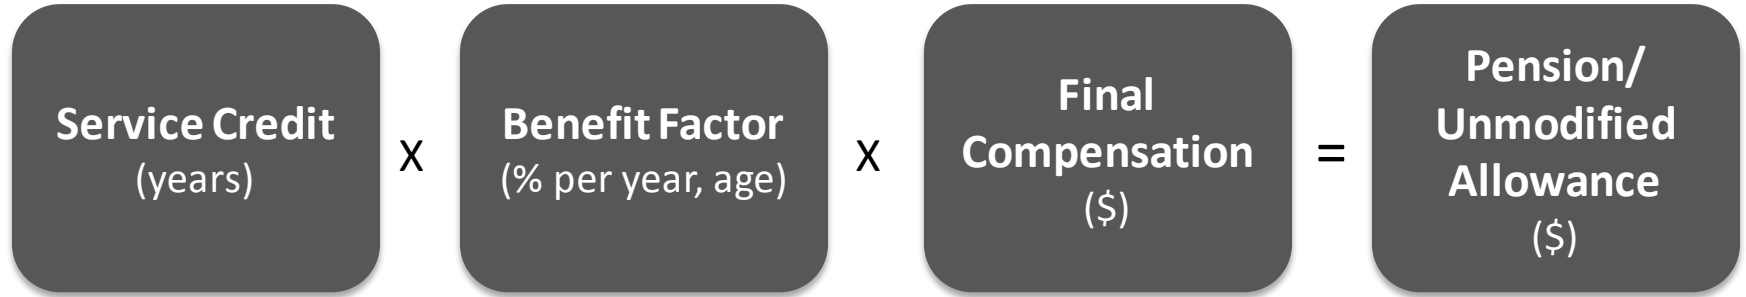 Service Credit
(years)
x
Benefit Factor
(% per year, age)
x
Final
Compensation
($)
=
Pension/
Unmodified
Allowance
($)